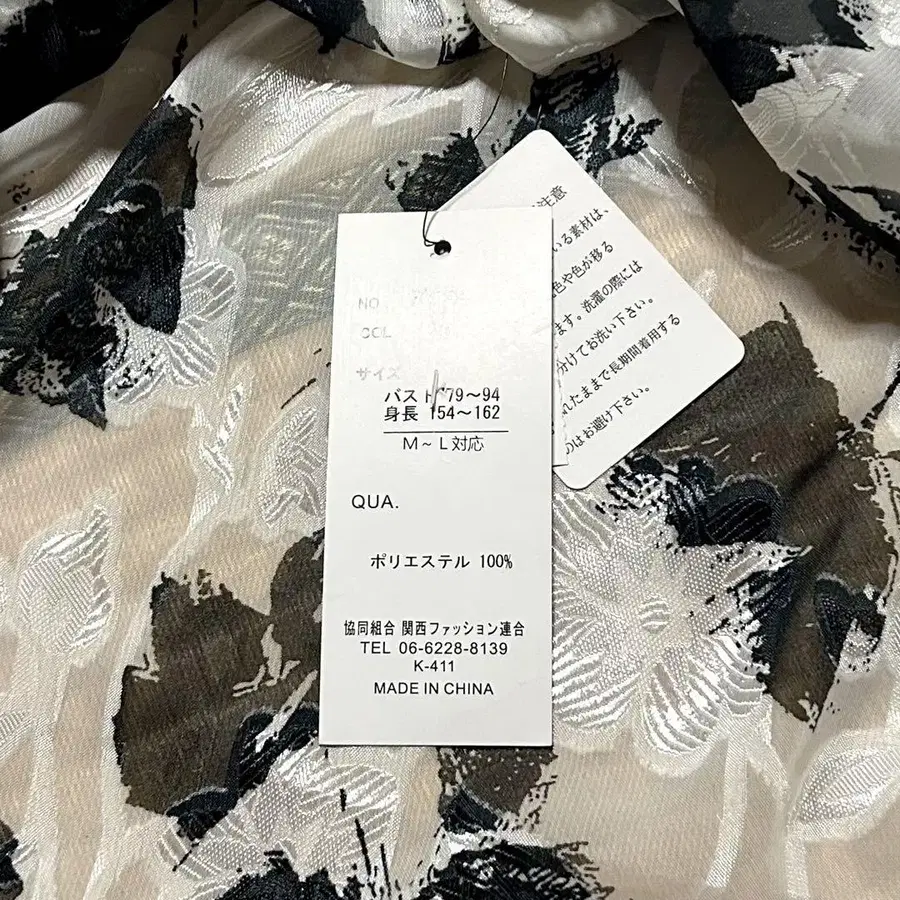 NO.
COL
サイズ
バスト 79～94
身長 154～162
M～L対応
QUA.
ポリエステル 100%
協同組合 関西ファッション連合
TEL 06-6228-8139
K-411
MADE IN CHINA
注意
いる素材は、
色や色が移る
ます。洗濯の際には
分けてお洗い下さい。
れたままで長期間着用する
のはお避け下さい。